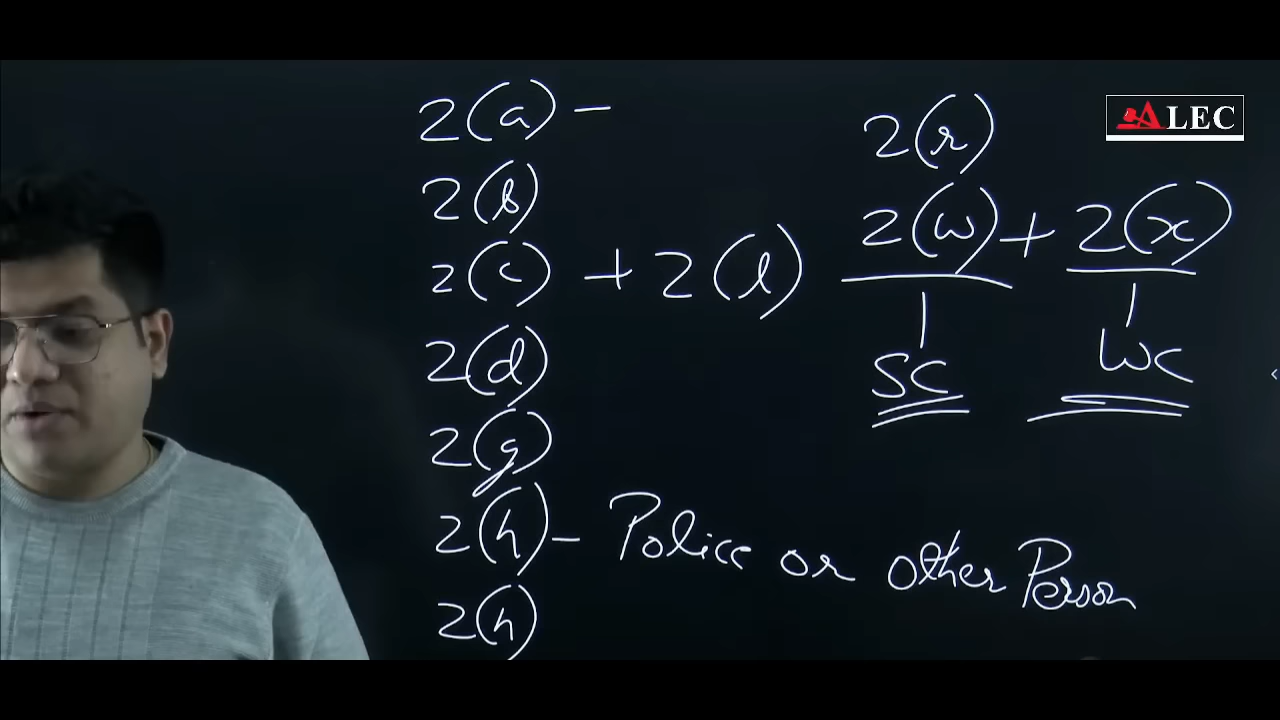 2(a) -
2(b)
2(c) + 2(l)
2(d)
2(g)
2(h) - Police or other Person
2(h)
2(r)
2(w) + 2(x)
SC
WC
ALEC